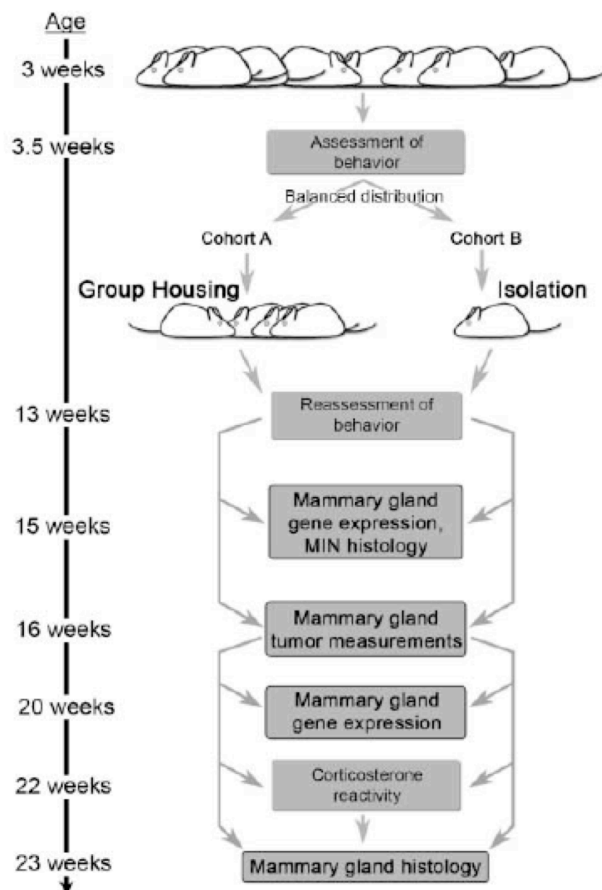 Age
3 weeks
3.5 weeks
Assessment of
behavior
Balanced distribution
Cohort A
Cohort B
Group Housing
Isolation
13 weeks
Reassessment of
behavior
15 weeks
Mammary gland
gene expression,
MIN histology
16 weeks
Mammary gland
tumor measurements
20 weeks
Mammary gland
gene expression
22 weeks
Corticosterone
reactivity
23 weeks
Mammary gland histology